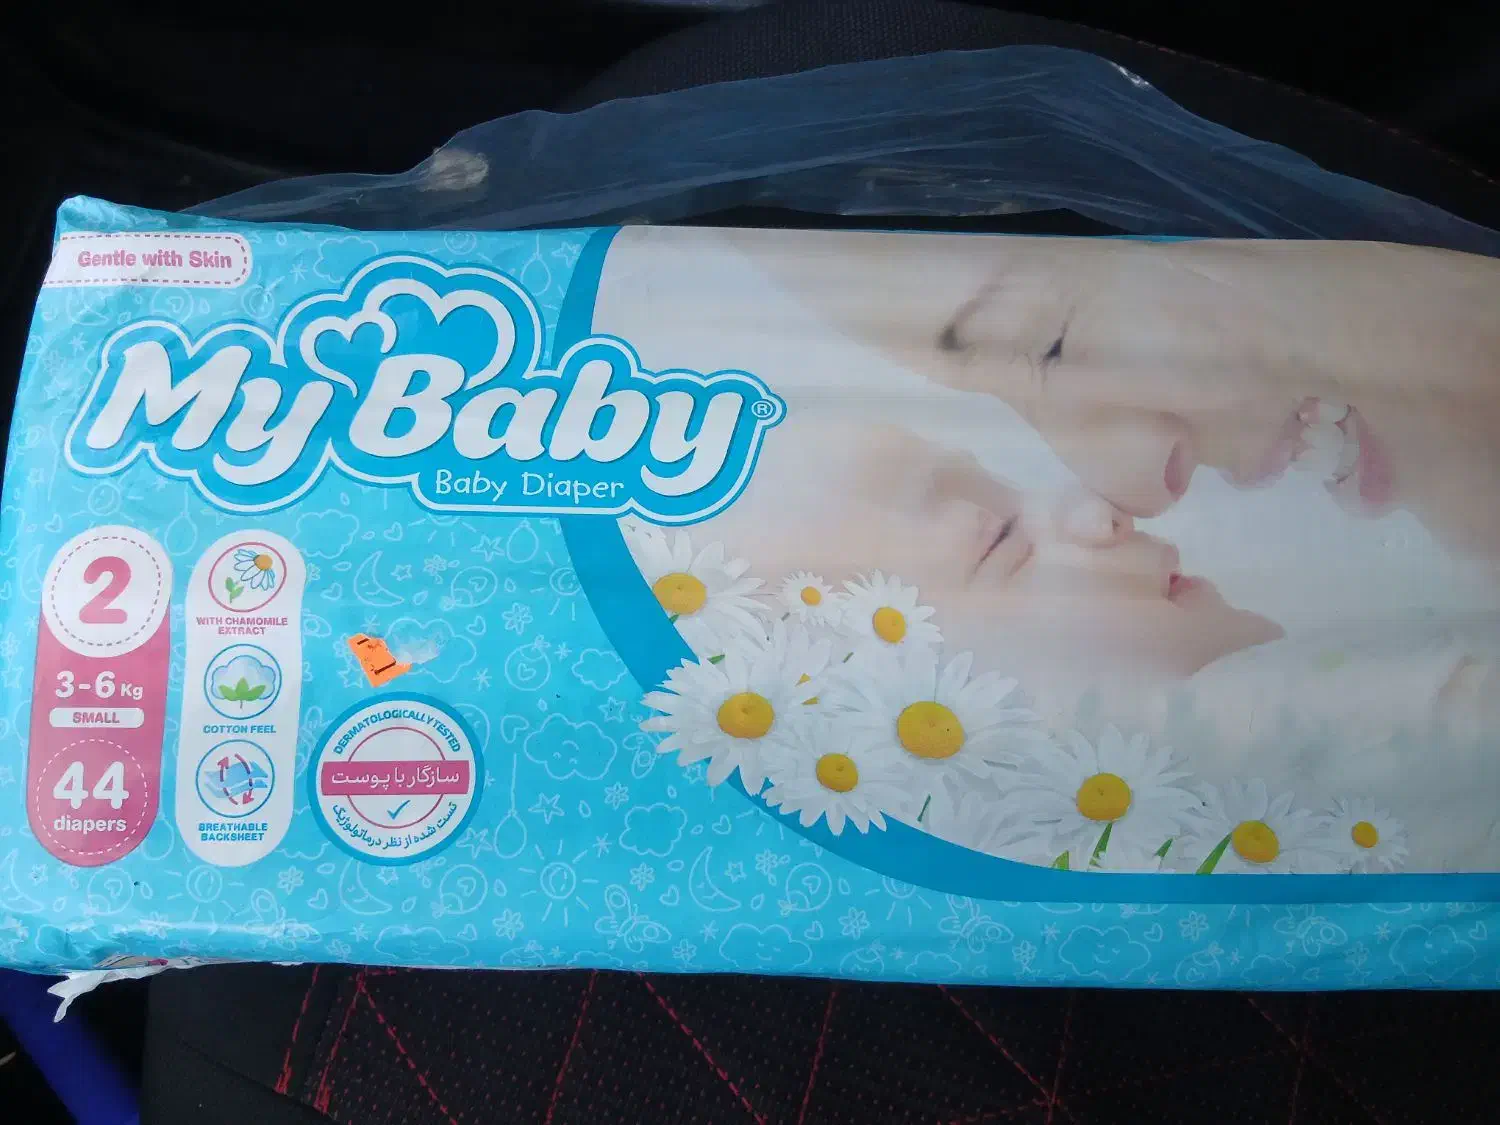 Gentle with Skin
My Baby®
Baby Diaper
2
3-6 Kg
SMALL
44
diapers
WITH CHAMOMILE
EXTRACT
COTTON FEEL
BREATHABLE
BACKSHEET
DERMATOLOGICALLY TESTED
سازگار با پوست
تست شده از نظر درماتولوژیک